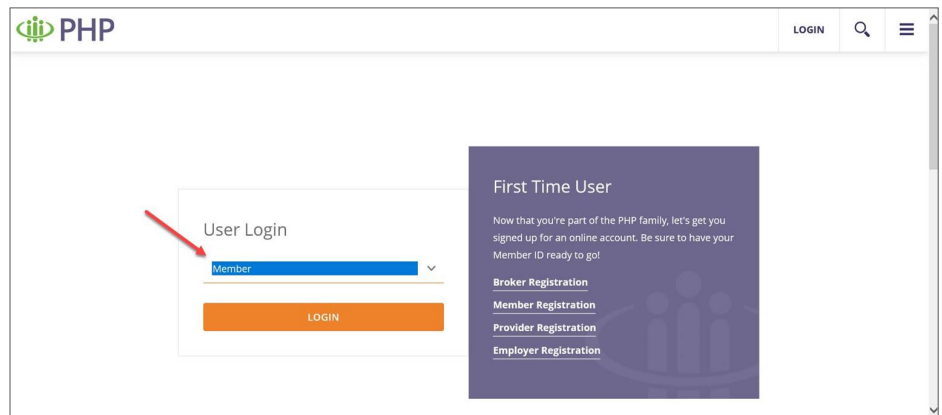 PHP
LOGIN
User Login
Member
LOGIN
First Time User
Now that you're part of the PHP family, let's get you
signed up for an online account. Be sure to have your
Member ID ready to go!
Broker Registration
Member Registration
Provider Registration
Employer Registration